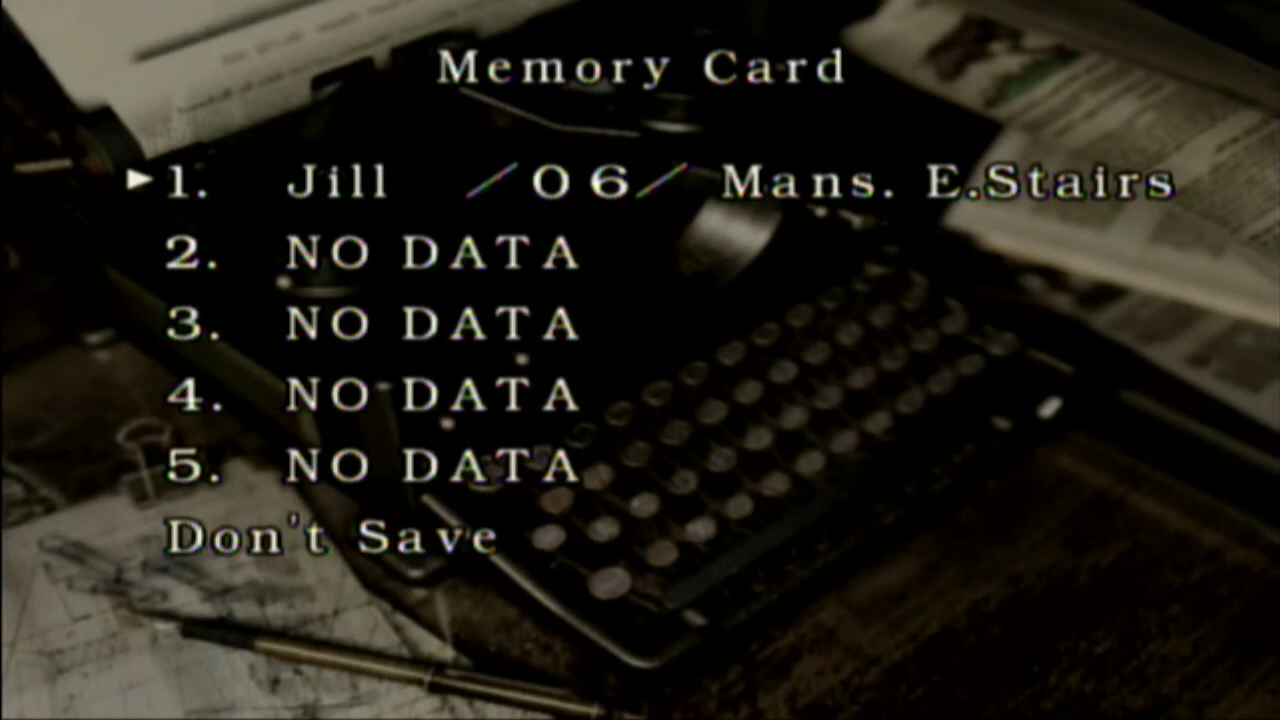 Memory Card
1. Jill /06/ Mans. E.Stairs
2. NO DATA
3. NO DATA
4. NO DATA
5. NO DATA
Don't Save